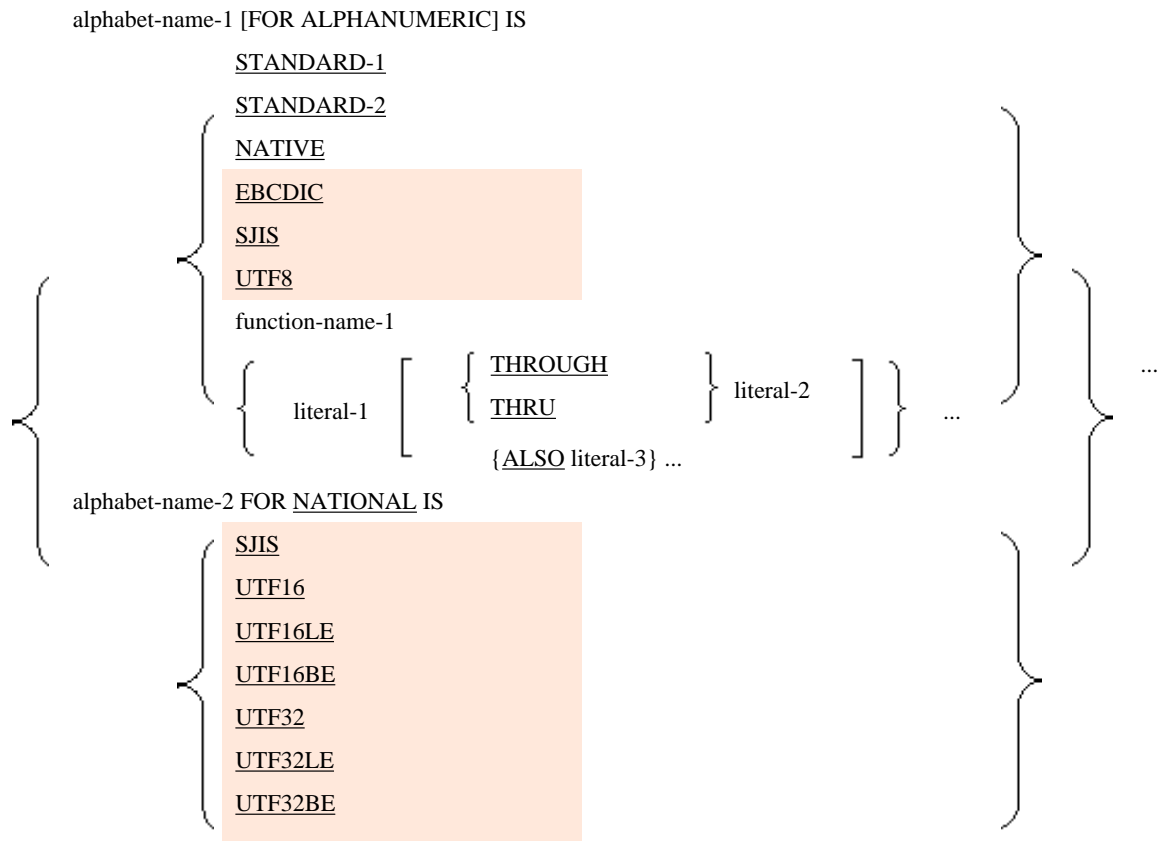 alphabet-name-1 [FOR ALPHANUMERIC] IS
STANDARD-1
STANDARD-2
NATIVE
EBCDIC
SJIS
UTF8
function-name-1
literal-1 [ { THROUGH
THRU } literal-2
{ALSO literal-3} ... ] } ...
...
alphabet-name-2 FOR NATIONAL IS
SJIS
UTF16
UTF16LE
UTF16BE
UTF32
UTF32LE
UTF32BE